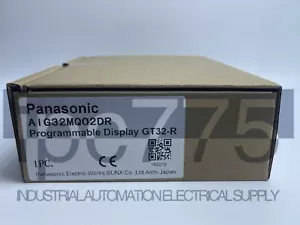 Panasonic
AIG32MQ02DR
Programmable Display GT32-R
1PC.
CE
Panasonic Electric Works SUNX Co., Ltd. Aichi Japan
ipc775
INDUSTRIAL AUTOMATION ELECTRICAL SUPPLY